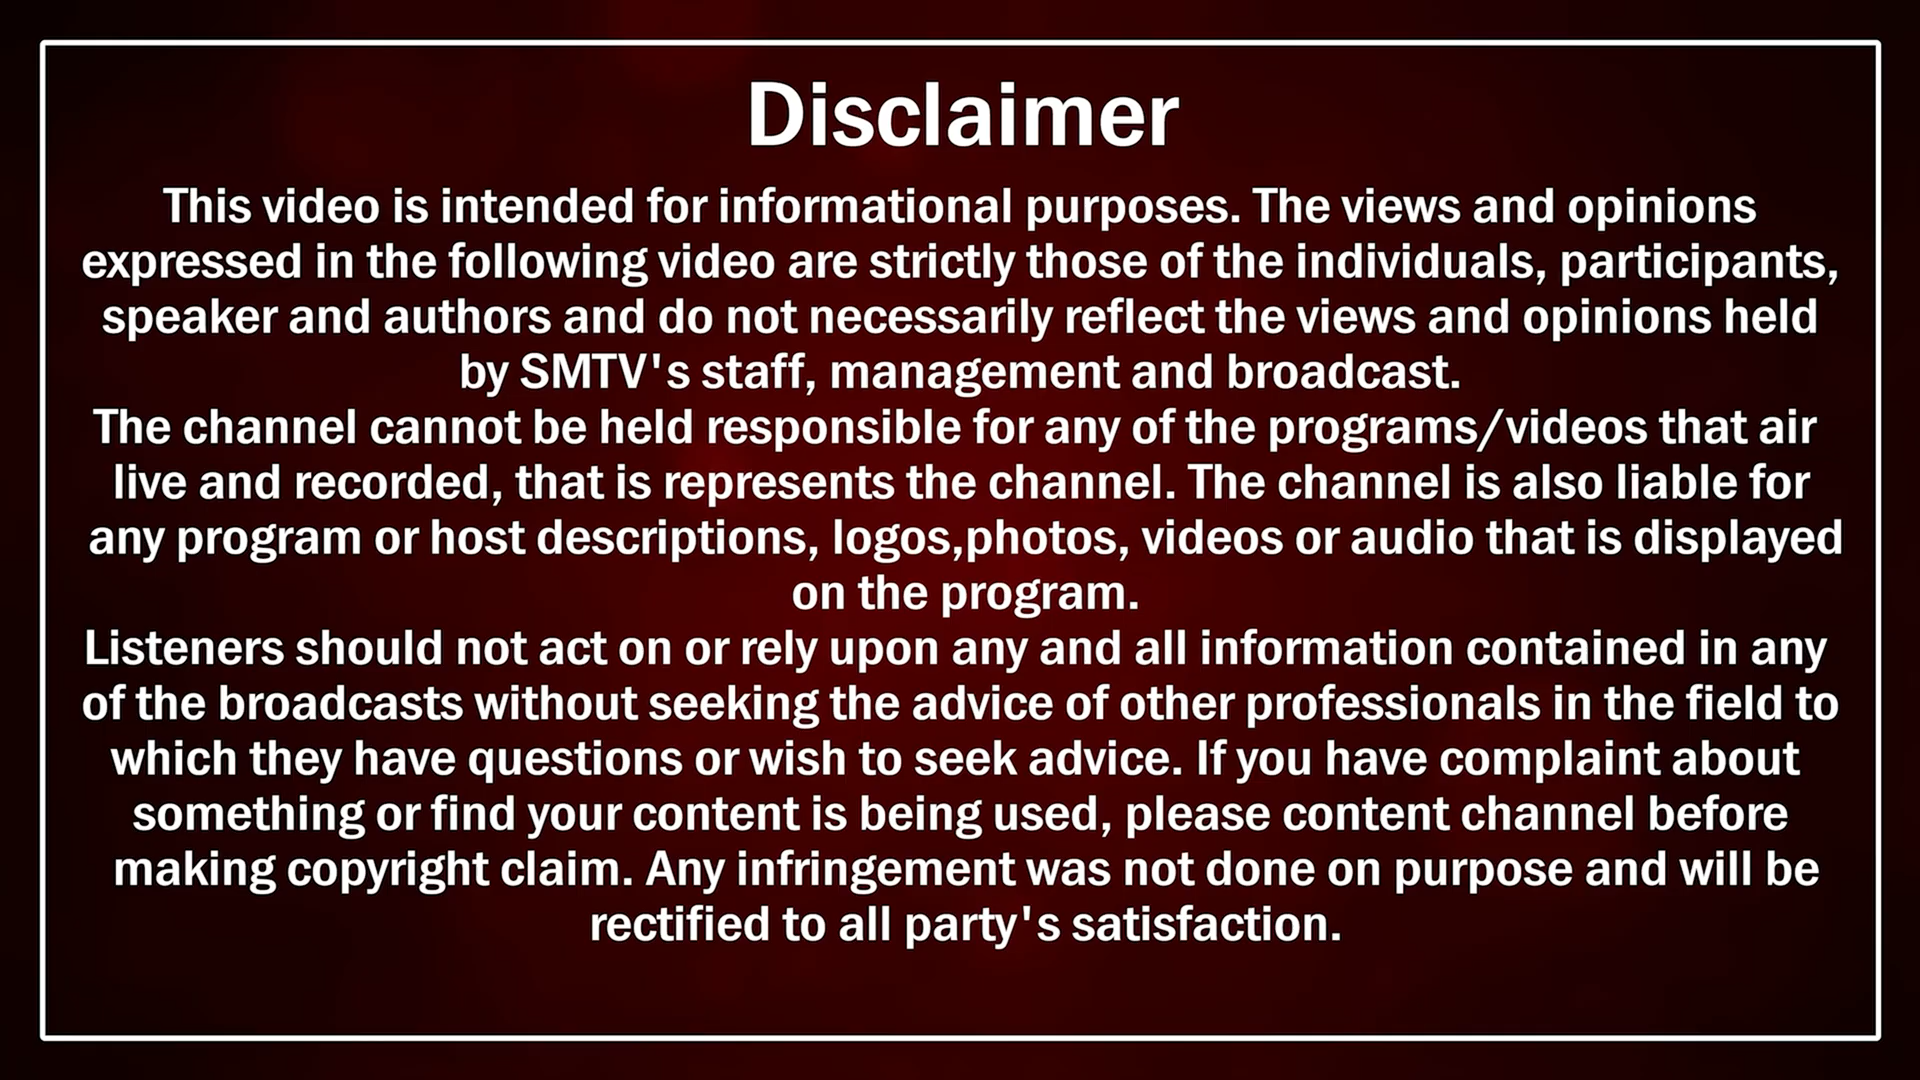 Disclaimer
This video is intended for informational purposes. The views and opinions
expressed in the following video are strictly those of the individuals, participants,
speaker and authors and do not necessarily reflect the views and opinions held
by SMTV's staff, management and broadcast.
The channel cannot be held responsible for any of the programs/videos that air
live and recorded, that is represents the channel. The channel is also liable for
any program or host descriptions, logos,photos, videos or audio that is displayed
on the program.
Listeners should not act on or rely upon any and all information contained in any
of the broadcasts without seeking the advice of other professionals in the field to
which they have questions or wish to seek advice. If you have complaint about
something or find your content is being used, please content channel before
making copyright claim. Any infringement was not done on purpose and will be
rectified to all party's satisfaction.